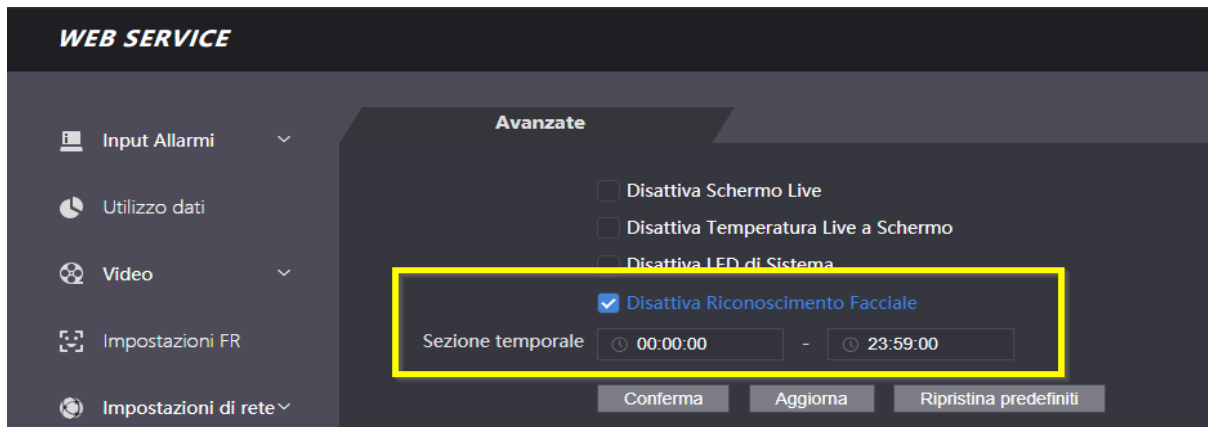 WEB SERVICE
Avanzate
Input Allarmi
Utilizzo dati
Video
Impostazioni FR
Impostazioni di rete
Disattiva Schermo Live
Disattiva Temperatura Live a Schermo
Disattiva LED di Sistema
Disattiva Riconoscimento Facciale
Sezione temporale 00:00:00 - 23:59:00
Conferma Aggiorna Ripristina predefiniti